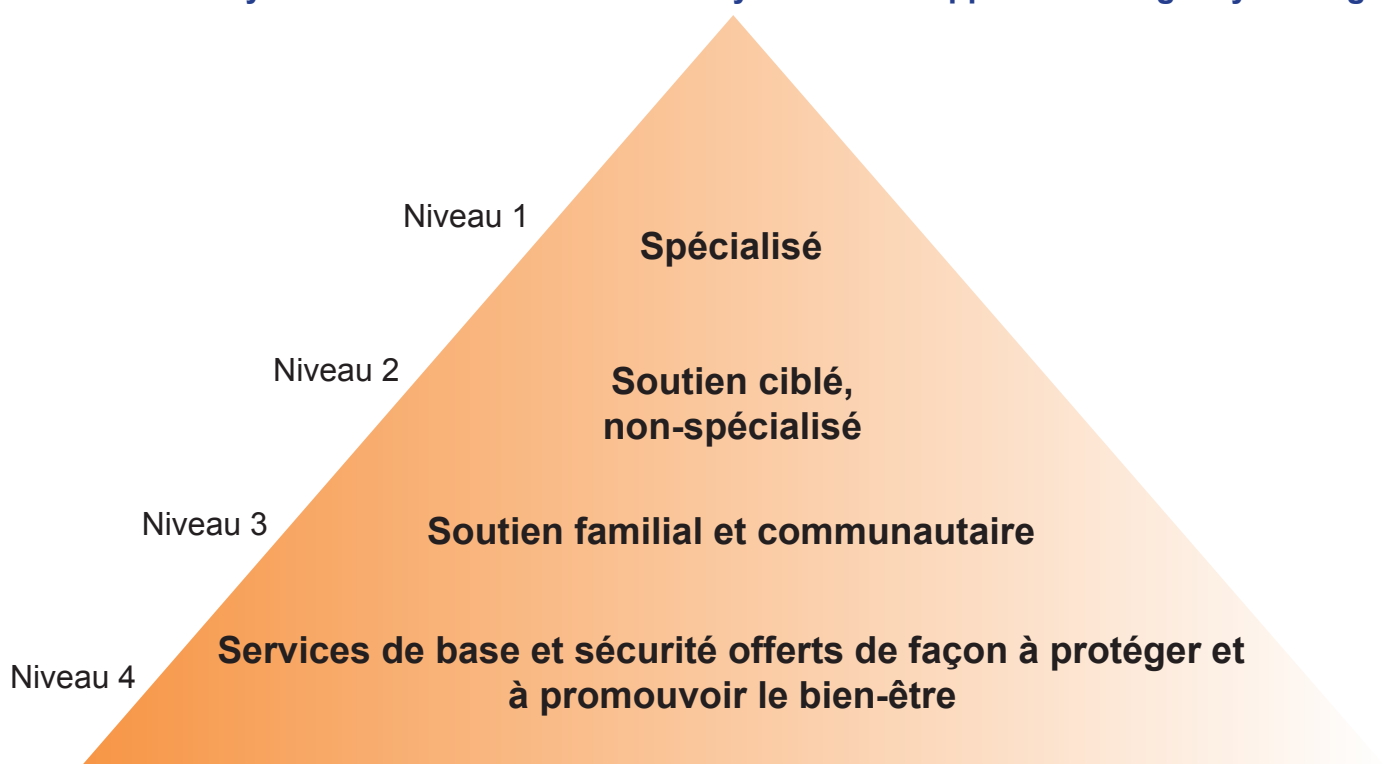 Niveau 1
Spécialisé
Niveau 2
Soutien ciblé,
non-spécialisé
Niveau 3
Soutien familial et communautaire
Services de base et sécurité offerts de façon à protéger et
Niveau 4
à promouvoir le bien-être